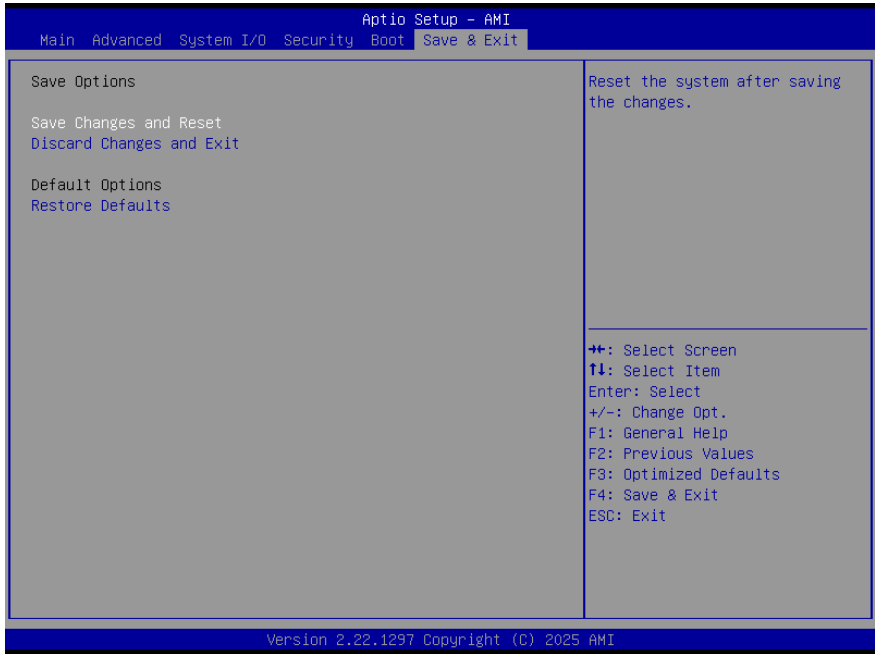 Aptio Setup – AMI
Main Advanced System I/O Security Boot Save & Exit
Save Options
Save Changes and Reset
Discard Changes and Exit
Default Options
Restore Defaults
Reset the system after saving
the changes.
→←: Select Screen
↑↓: Select Item
Enter: Select
+/-: Change Opt.
F1: General Help
F2: Previous Values
F3: Optimized Defaults
F4: Save & Exit
ESC: Exit
Version 2.22.1297 Copyright (C) 2025 AMI